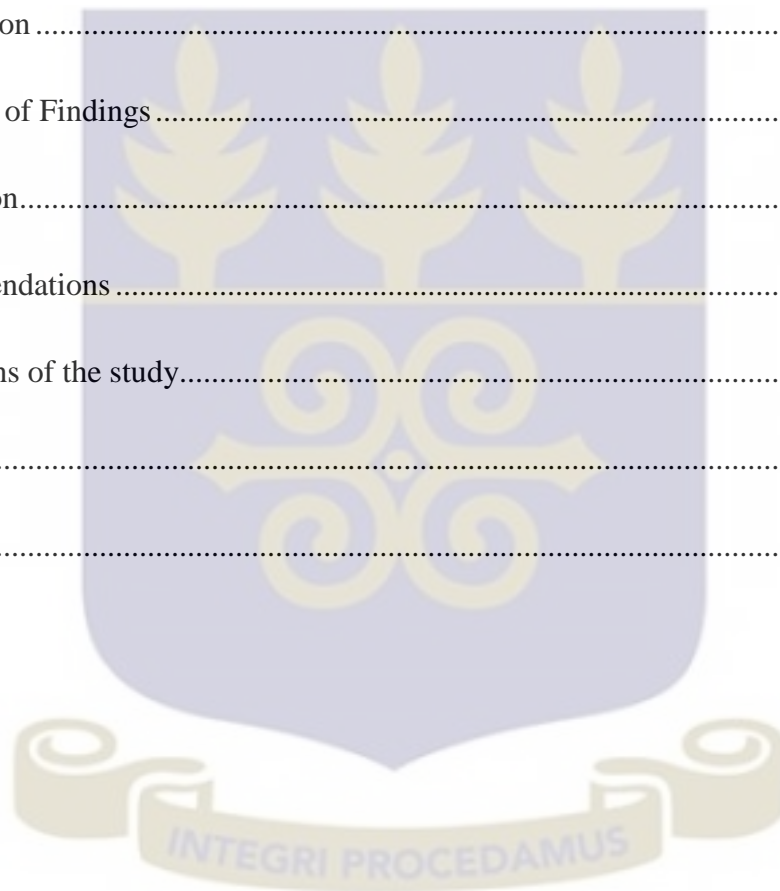 on ..........................................................................................
of Findings ..........................................................................
on..........................................................................................
endations ..............................................................................
ns of the study.....................................................................
..............................................................................................
..............................................................................................
INTEGRI PROCEDAMUS